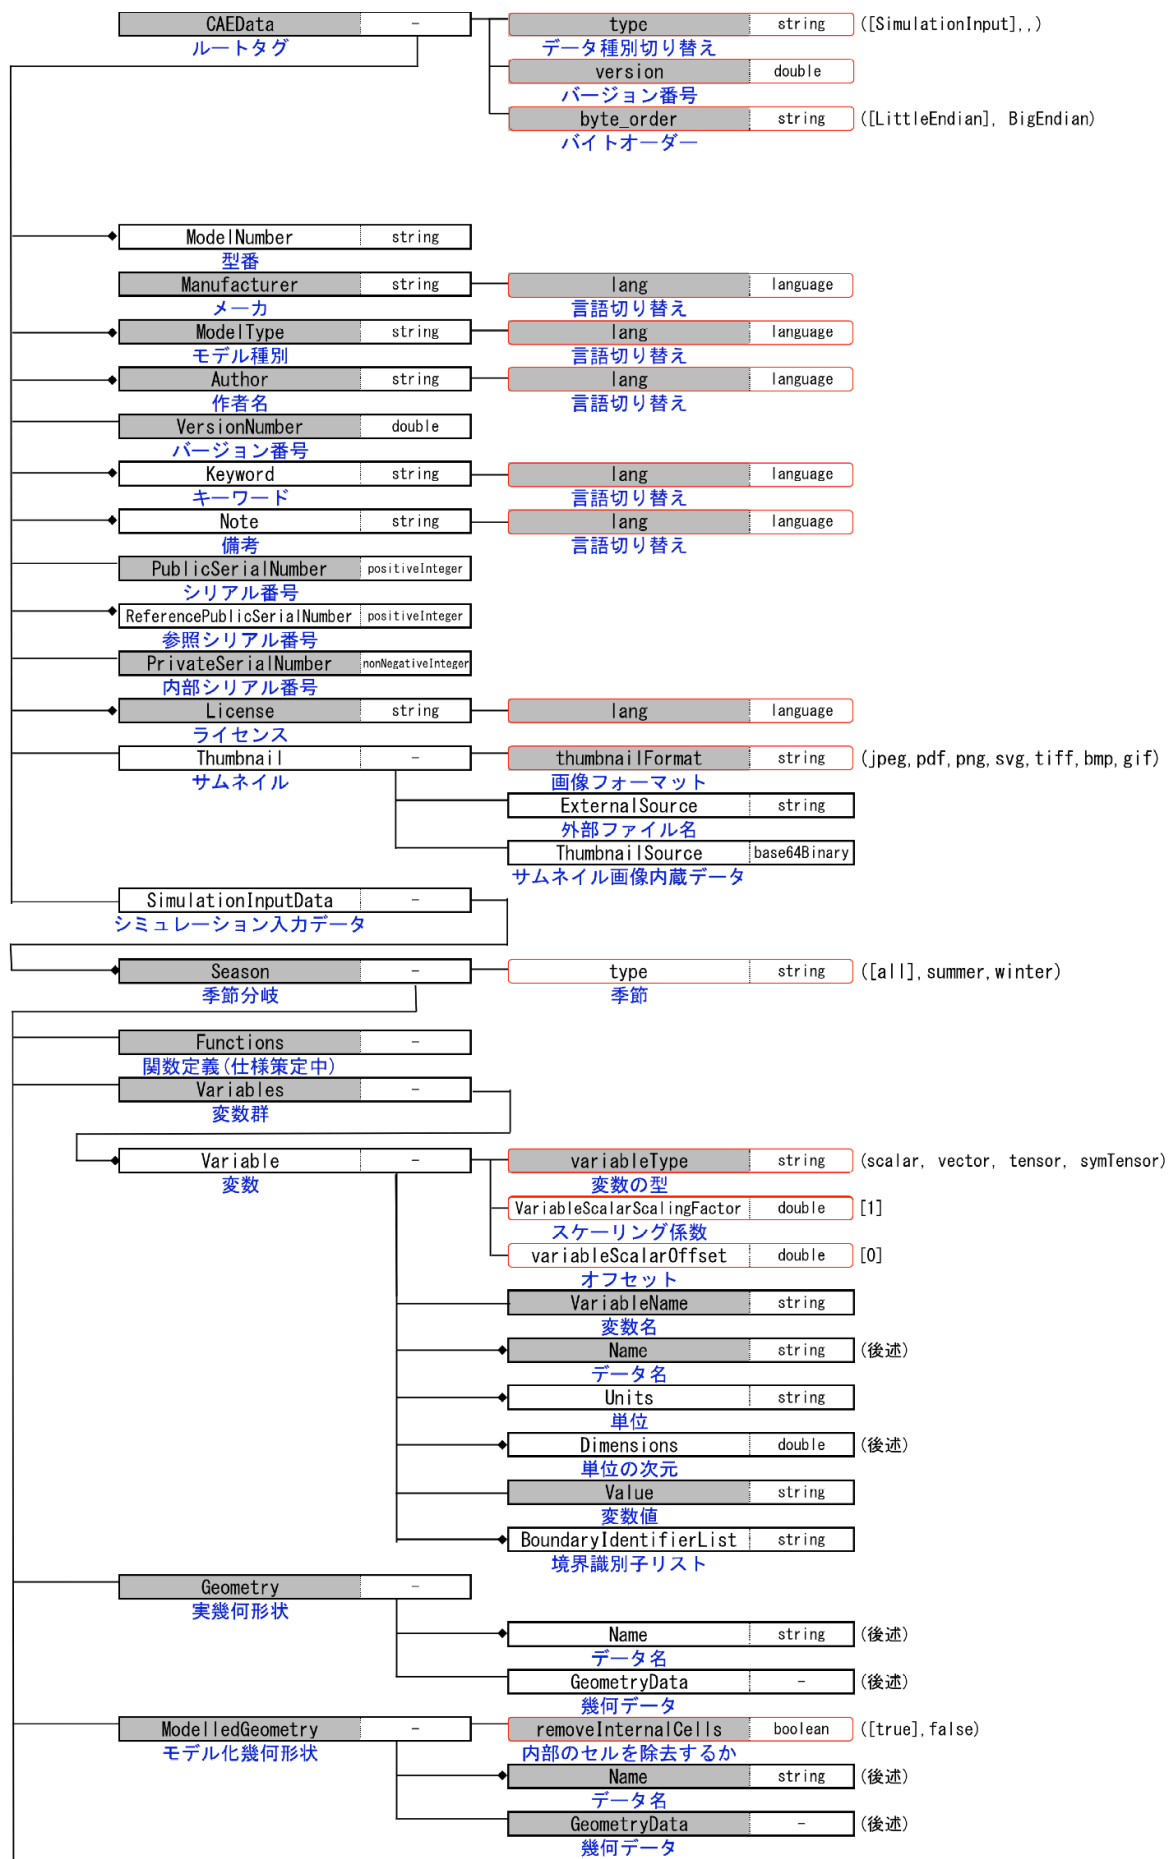 CAEData - type string ([SimulationInput],,)
ルートタグ データ種別切り替え
version double
バージョン番号
byte_order string ([LittleEndian], BigEndian)
バイトオーダー
ModelNumber string
型番
Manufacturer string lang language
メーカ 言語切り替え
ModelType string lang language
モデル種別 言語切り替え
Author string lang language
作者名 言語切り替え
VersionNumber double
バージョン番号
Keyword string lang language
キーワード 言語切り替え
Note string lang language
備考 言語切り替え
PublicSerialNumber positiveInteger
シリアル番号
ReferencePublicSerialNumber positiveInteger
参照シリアル番号
PrivateSerialNumber nonNegativeInteger
内部シリアル番号
License string lang language
ライセンス
Thumbnail - thumbnailFormat string (jpeg,pdf,png,svg,tiff,bmp,gif)
サムネイル 画像フォーマット
ExternalSource string
外部ファイル名
ThumbnailSource base64Binary
サムネイル画像内蔵データ
SimulationInputData -
シミュレーション入力データ
Season - type string ([all],summer,winter)
季節分岐 季節
Functions -
関数定義(仕様策定中)
Variables -
変数群
Variable - variableType string (scalar, vector, tensor, symTensor)
変数 変数の型
VariableScalarScalingFactor double [1]
スケーリング係数
variableScalarOffset double [0]
オフセット
VariableName string
変数名
Name string (後述)
データ名
Units string
単位
Dimensions double (後述)
単位の次元
Value string
変数値
BoundaryIdentifierList string
境界識別子リスト
Geometry -
実幾何形状
Name string (後述)
データ名
GeometryData - (後述)
幾何データ
ModelledGeometry - removeInternalCells boolean ([true],false)
モデル化幾何形状 内部のセルを除去するか
Name string (後述)
データ名
GeometryData - (後述)
幾何データ